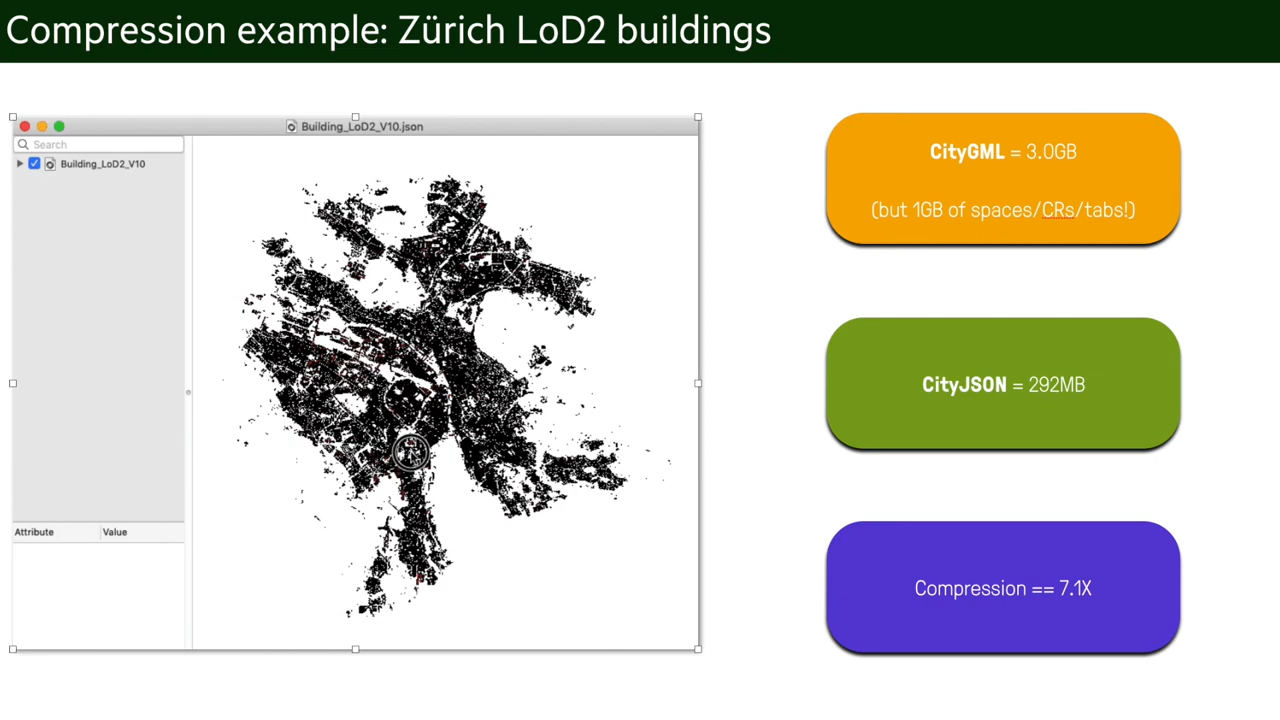 Compression example: Zürich LoD2 buildings
Building_LoD2_V10.json
Search
Building_LoD2_V10
Attribute Value
CityGML = 3.0GB
(but 1GB of spaces/CRs/tabs!)
CityJSON = 292MB
Compression == 7.1X